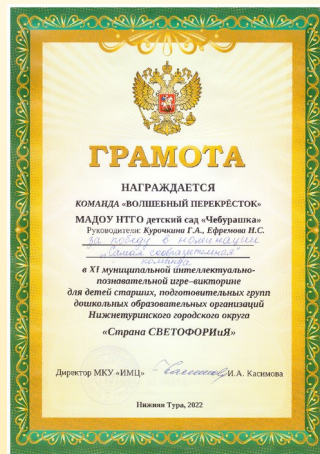 ГРАМОТА
НАГРАЖДАЕТСЯ
КОМАНДА «ВОЛШЕБНЫЙ ПЕРЕКРЁСТОК»
МАДОУ НТГО детский сад «Чебурашка»
Руководители: Курочкина Г.А., Ефремова Н.С.
за победу в номинации
„Самая сообразительная"
команда
в XI муниципальной интеллектуально-
познавательной игре–викторине
для детей старших, подготовительных групп
дошкольных образовательных организаций
Нижнетуринского городского округа
«Страна СВЕТОФОРИиЯ»
Директор МКУ «ИМЦ» И.А. Касимова
Нижняя Тура, 2022